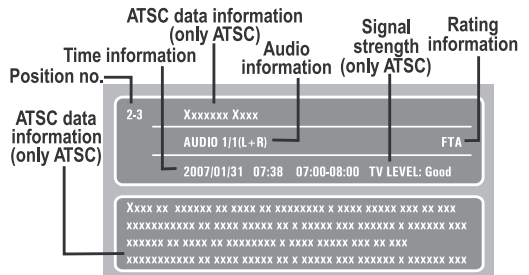 ATSC data information
(only ATSC)
Time information
Position no.
Audio
information
Signal
strength
(only ATSC)
Rating
information
ATSC data
information
(only ATSC)
2-3 Xxxxxxx Xxxx
AUDIO 1/1(L+R) FTA
2007/01/31 07:38 07:00-08:00 TV LEVEL: Good
Xxxx xx xxxxxx xx xxxx xx xxxxxxxx x xxxx xxxxx xxx xx xxx
xxxxxxxxxxx xx xxxx xxxxx xx x xxxxx xxx xxxxxx x xxxxxx xxx
xxxxxx xx xxxx xx xxxxxxxx x xxxx xxxxx xxx xx xxx
xxxxxxxxxxx xx xxxx xxxxx xx x xxxxx xxx xxxxxx x xxxxxx xxx